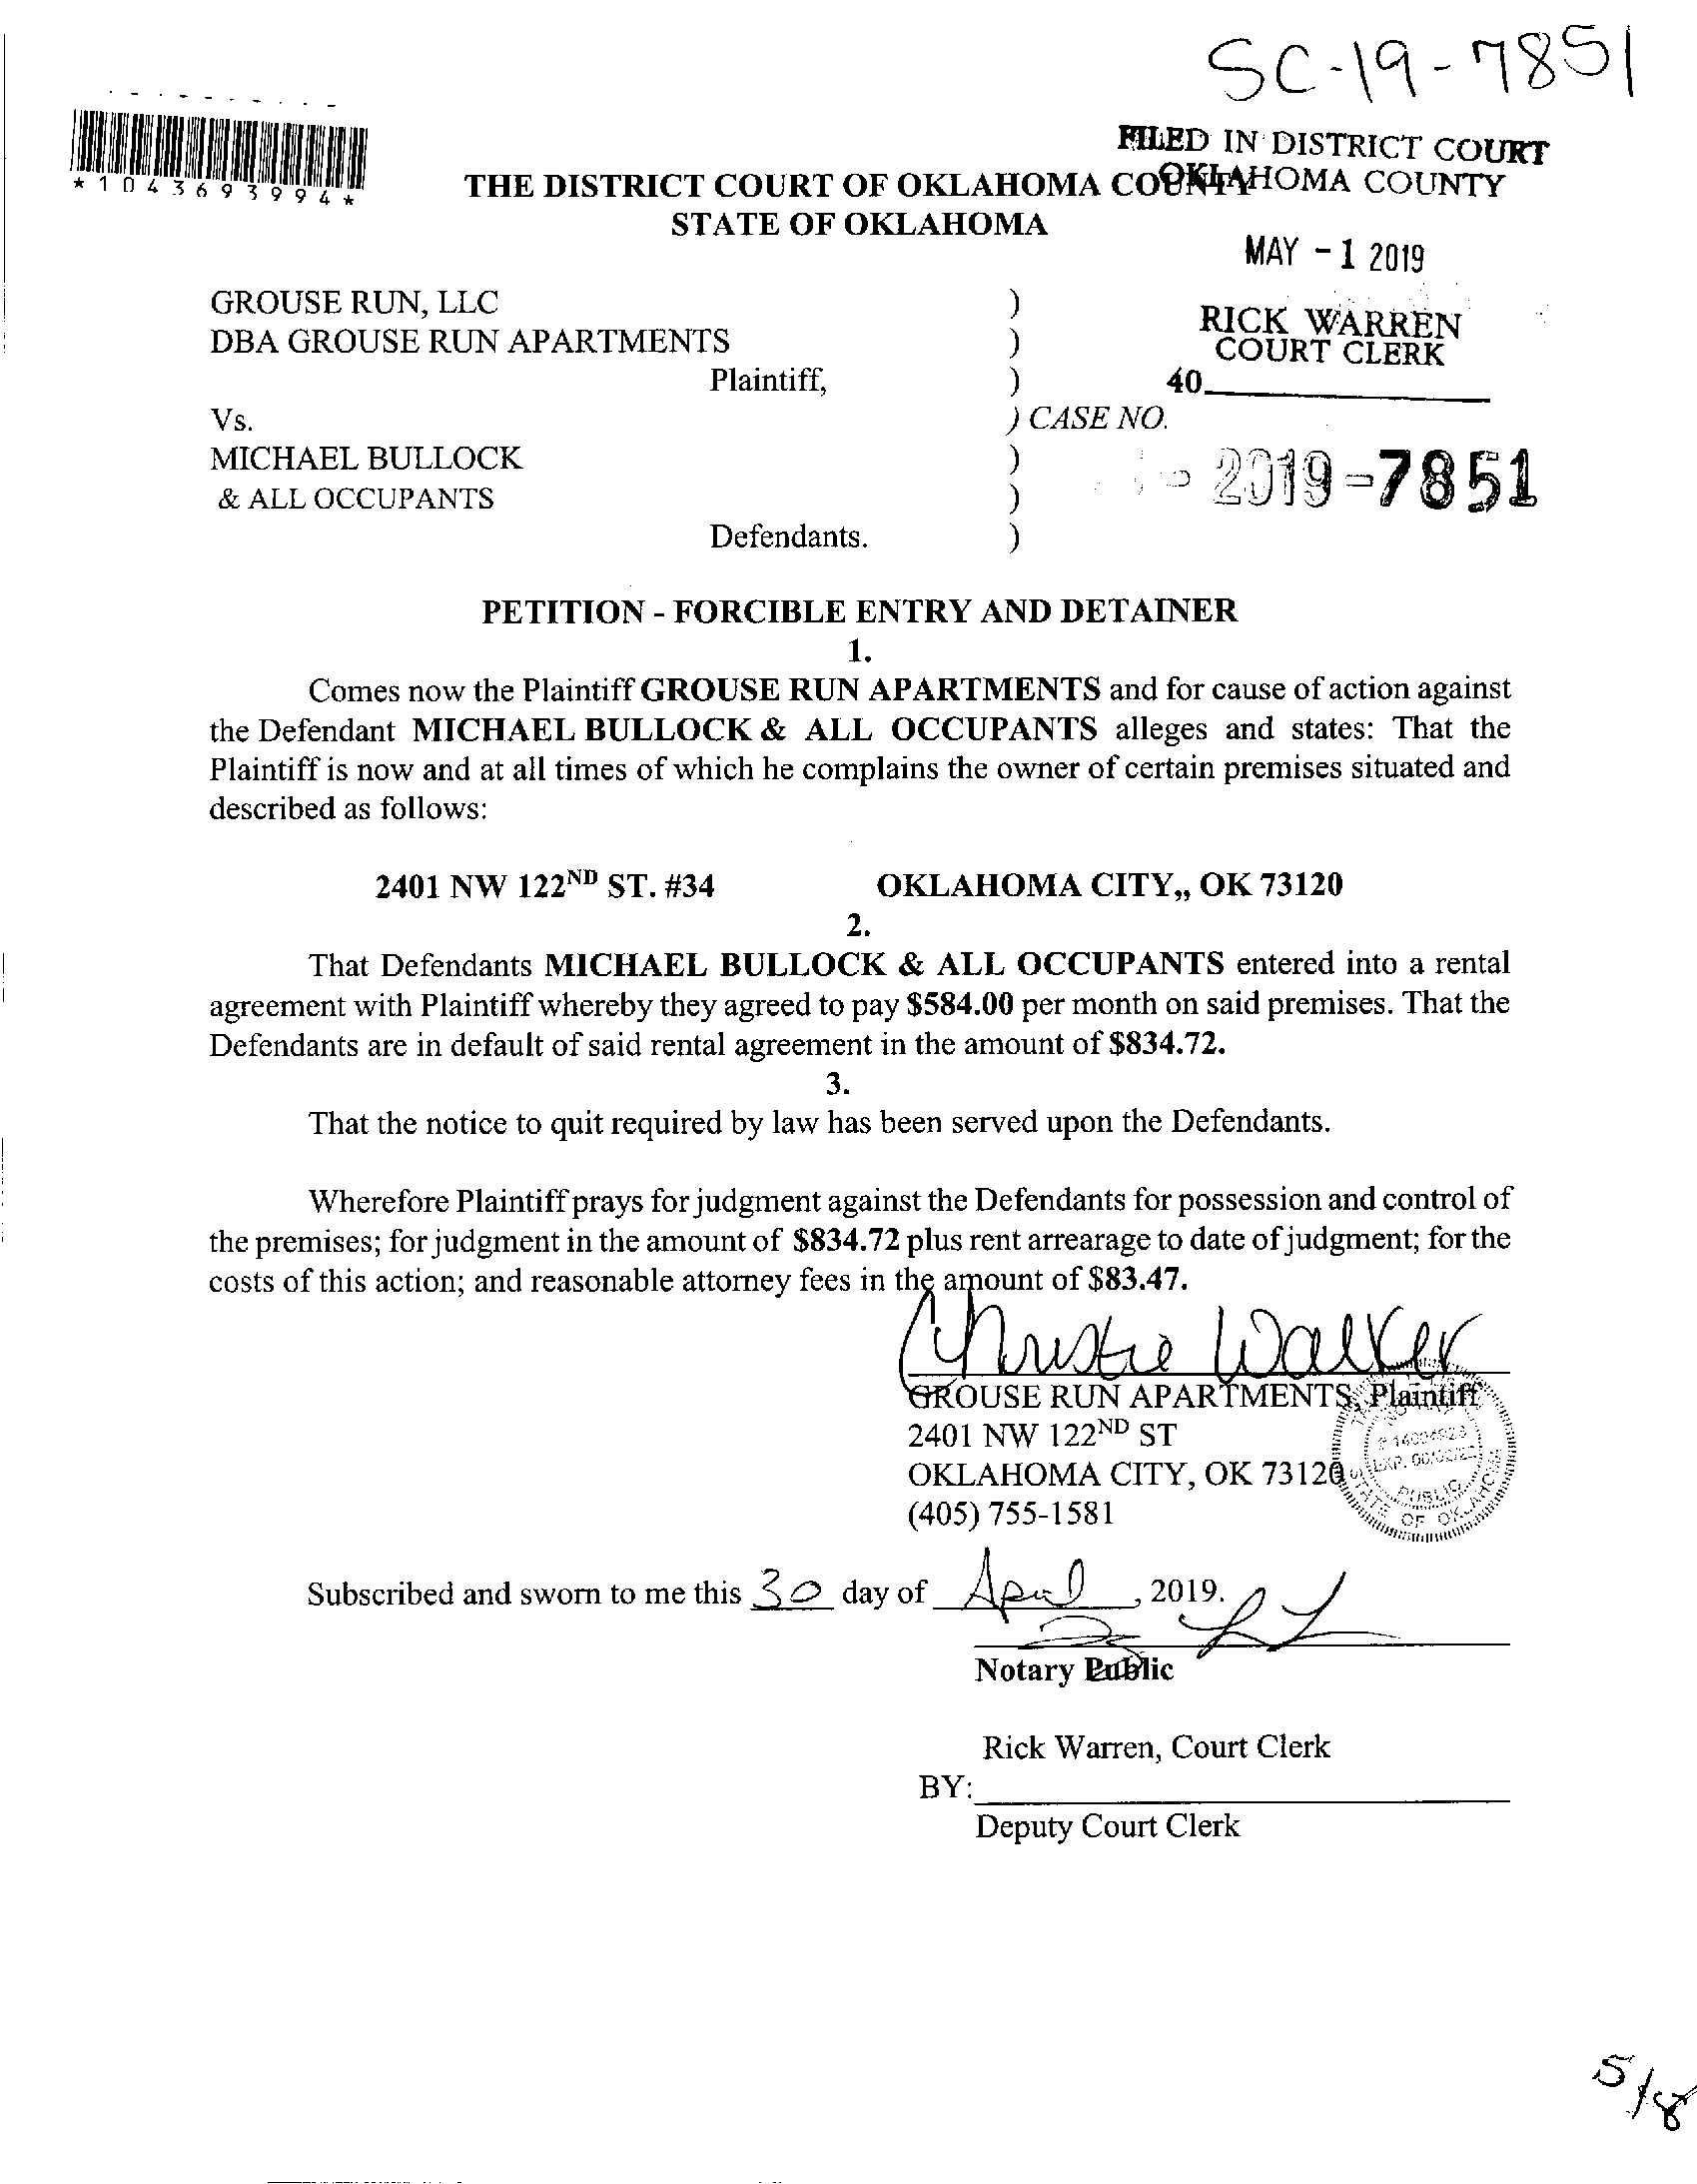 SC-19-7851
FILED IN DISTRICT COURT
OKLAHOMA COUNTY
*1043693994*
THE DISTRICT COURT OF OKLAHOMA COUNTY
STATE OF OKLAHOMA
MAY - 1 2019
GROUSE RUN, LLC )
DBA GROUSE RUN APARTMENTS )
Plaintiff, )
RICK WARREN
COURT CLERK
40
Vs. ) CASE NO.
MICHAEL BULLOCK )
& ALL OCCUPANTS )
- 2019-7851
Defendants. )
PETITION - FORCIBLE ENTRY AND DETAINER
1.
Comes now the Plaintiff GROUSE RUN APARTMENTS and for cause of action against
the Defendant MICHAEL BULLOCK & ALL OCCUPANTS alleges and states: That the
Plaintiff is now and at all times of which he complains the owner of certain premises situated and
described as follows:
2401 NW 122ND ST. #34 OKLAHOMA CITY,, OK 73120
2.
That Defendants MICHAEL BULLOCK & ALL OCCUPANTS entered into a rental
agreement with Plaintiff whereby they agreed to pay $584.00 per month on said premises. That the
Defendants are in default of said rental agreement in the amount of $834.72.
3.
That the notice to quit required by law has been served upon the Defendants.
Wherefore Plaintiff prays for judgment against the Defendants for possession and control of
the premises; for judgment in the amount of $834.72 plus rent arrearage to date of judgment; for the
costs of this action; and reasonable attorney fees in the amount of $83.47.
Christie Walker
GROUSE RUN APARTMENTS, Plaintiff
2401 NW 122ND ST
OKLAHOMA CITY, OK 73120
(405) 755-1581
PUBLIC
STATE OF OKLAHOMA
Subscribed and sworn to me this 30 day of April, 2019.
Notary Public
Rick Warren, Court Clerk
BY:
Deputy Court Clerk
5/8